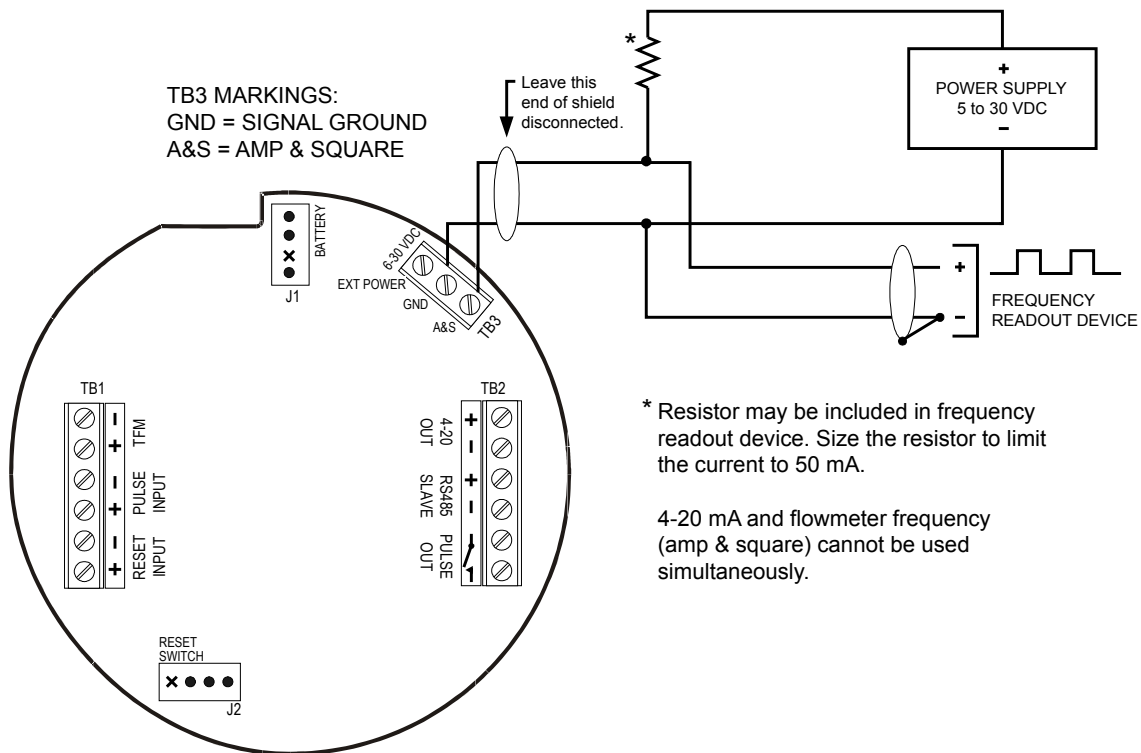 TB3 MARKINGS:
GND = SIGNAL GROUND
A&S = AMP & SQUARE
Leave this
end of shield
disconnected.
*
+
POWER SUPPLY
5 to 30 VDC
–
BATTERY
J1
6-30 VDC
EXT POWER
GND
A&S
TB3
+
–
FREQUENCY
READOUT DEVICE
TB1
– + TFM
– + PULSE
INPUT
– + RESET
INPUT
TB2
+ – 4-20
OUT
+ – RS485
SLAVE
PULSE
OUT
* Resistor may be included in frequency
readout device. Size the resistor to limit
the current to 50 mA.
4-20 mA and flowmeter frequency
(amp & square) cannot be used
simultaneously.
RESET
SWITCH
J2